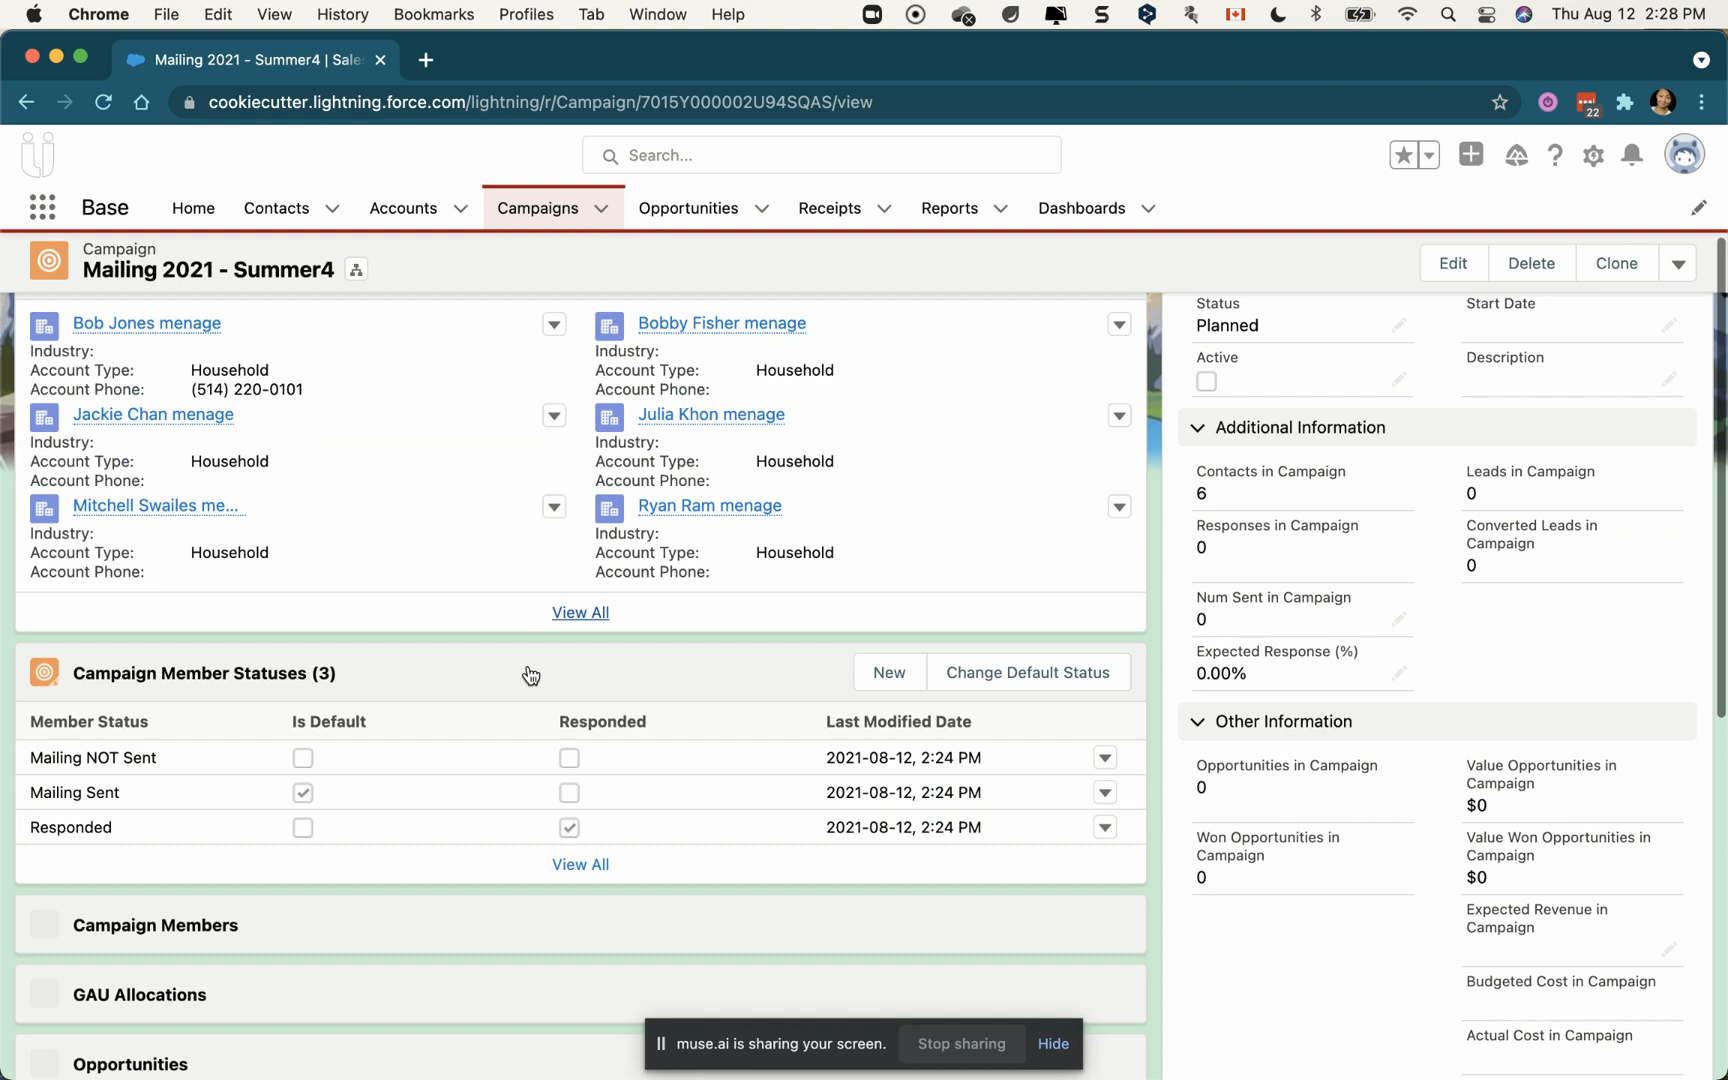 Chrome File Edit View History Bookmarks Profiles Tab Window Help Thu Aug 12 2:28 PM
Mailing 2021 - Summer4 | Sale
cookiecutter.lightning.force.com/lightning/r/Campaign/7015Y000002U94SQAS/view
22
Search...
Base Home Contacts Accounts Campaigns Opportunities Receipts Reports Dashboards
Campaign
Mailing 2021 - Summer4
Edit Delete Clone
Bob Jones menage
Industry:
Account Type: Household
Account Phone: (514) 220-0101
Bobby Fisher menage
Industry:
Account Type: Household
Account Phone:
Jackie Chan menage
Industry:
Account Type: Household
Account Phone:
Julia Khon menage
Industry:
Account Type: Household
Account Phone:
Mitchell Swailes me...
Industry:
Account Type: Household
Account Phone:
Ryan Ram menage
Industry:
Account Type: Household
Account Phone:
View All
Campaign Member Statuses (3)
New Change Default Status
Member Status Is Default Responded Last Modified Date
Mailing NOT Sent 2021-08-12, 2:24 PM
Mailing Sent 2021-08-12, 2:24 PM
Responded 2021-08-12, 2:24 PM
View All
Campaign Members
GAU Allocations
Opportunities
Status
Planned
Start Date
Active
Description
Additional Information
Contacts in Campaign
6
Leads in Campaign
0
Responses in Campaign
0
Converted Leads in
Campaign
0
Num Sent in Campaign
0
Expected Response (%)
0.00%
Other Information
Opportunities in Campaign
0
Value Opportunities in
Campaign
$0
Won Opportunities in
Campaign
0
Value Won Opportunities in
Campaign
$0
Expected Revenue in
Campaign
Budgeted Cost in Campaign
Actual Cost in Campaign
muse.ai is sharing your screen. Stop sharing Hide